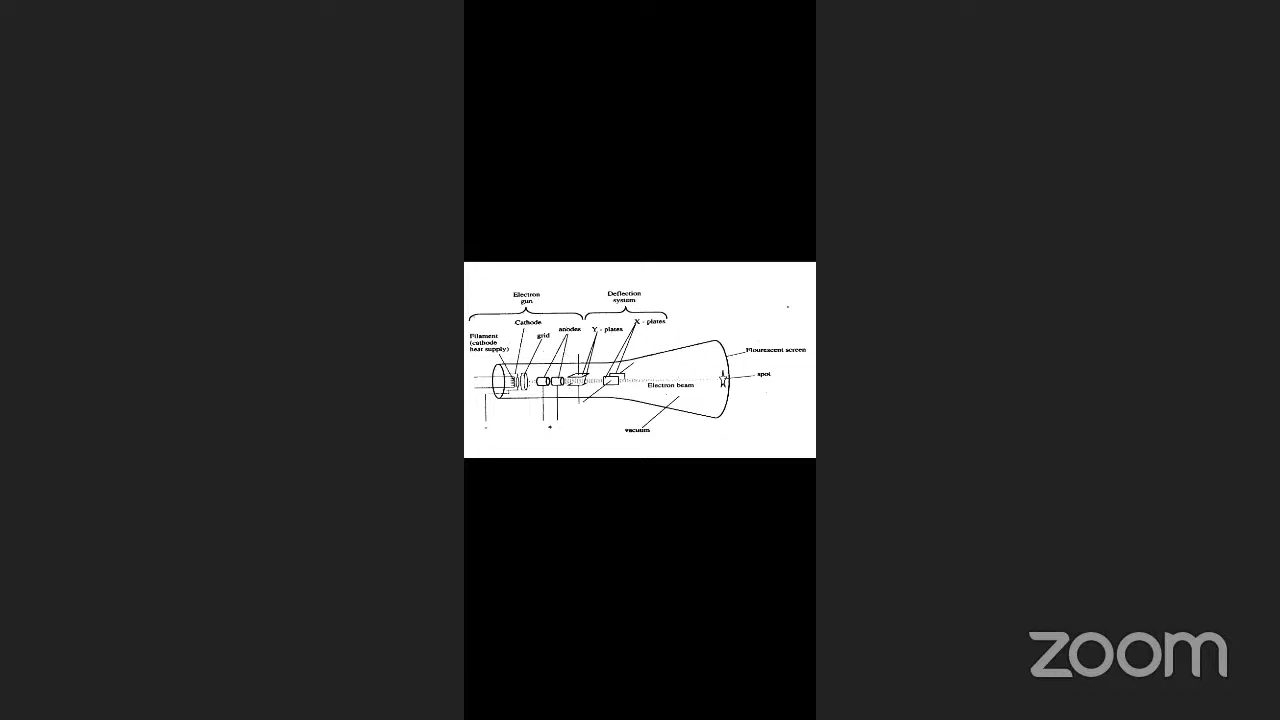 Electron
gun
Deflection
system
Cathode
X - plates
anodes
Y - plates
grid
Filament
(cathode
heat supply)
Flourescent screen
spot
Electron beam
vacuum
-
+
zoom